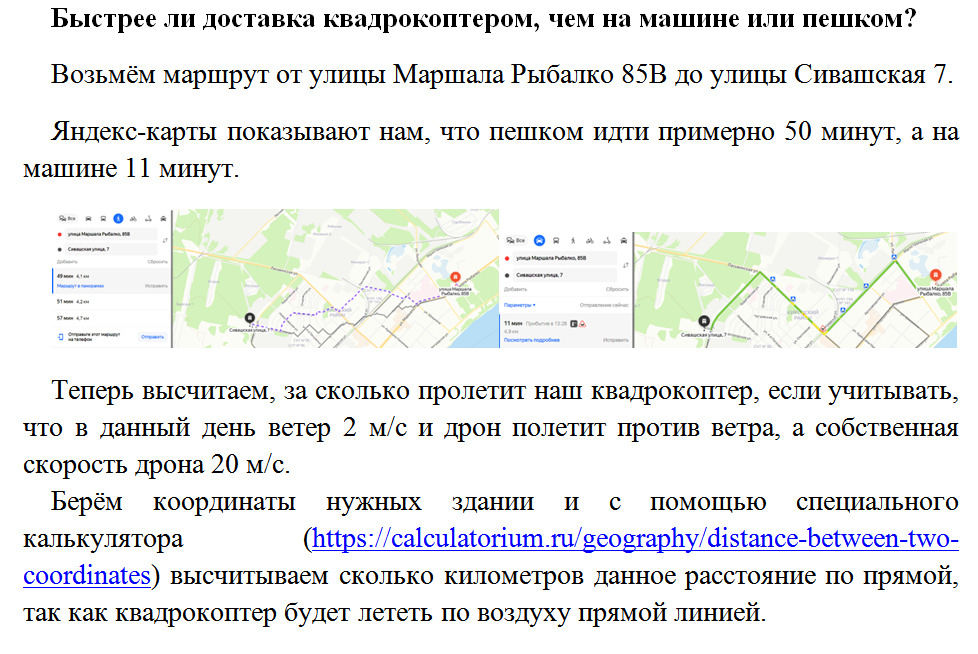 Быстрее ли доставка квадрокоптером, чем на машине или пешком?
Возьмём маршрут от улицы Маршала Рыбалко 85В до улицы Сивашская 7.
Яндекс-карты показывают нам, что пешком идти примерно 50 минут, а на
машине 11 минут.
Все
улица Маршала Рыбалко, 85В
Сивашская улица, 7
Добавить Сбросить
49 мин 4,1 км
Маршрут в панорамах Исправить
51 мин 4,2 км
57 мин 4,7 км
Отправить этот маршрут
на телефон Отправить
улица Маршала
Рыбалко, 85В
Сивашская улица, 7
Все
улица Маршала Рыбалко, 85В
Сивашская улица, 7
Добавить Сбросить
Параметры Отправление сейчас
11 мин Прибытие в 13:28
6,9 км
Посмотреть подробнее Исправить
улица Маршала
Рыбалко, 85В
Сивашская улица, 7
Теперь высчитаем, за сколько пролетит наш квадрокоптер, если учитывать,
что в данный день ветер 2 м/с и дрон полетит против ветра, а собственная
скорость дрона 20 м/с.
Берём координаты нужных здании и с помощью специального
калькулятора (https://calculatorium.ru/geography/distance-between-two-
coordinates) высчитываем сколько километров данное расстояние по прямой,
так как квадрокоптер будет лететь по воздуху прямой линией.